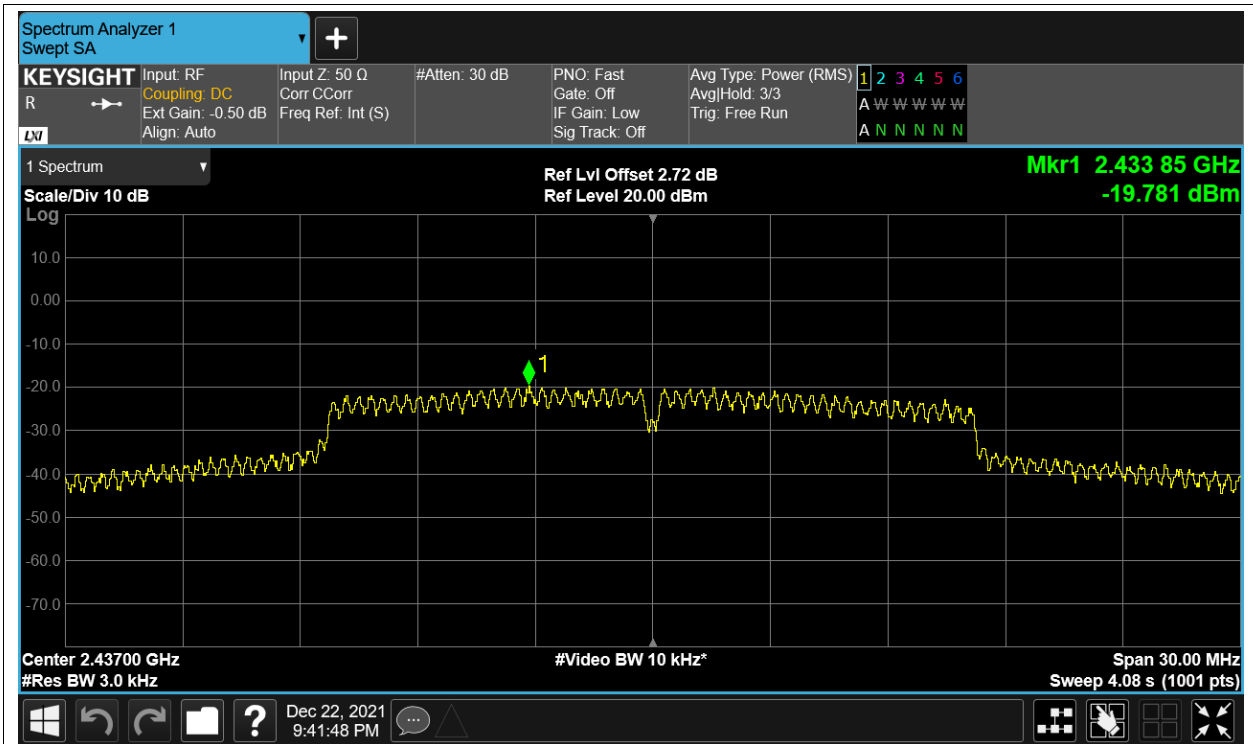 Spectrum Analyzer 1
Swept SA
KEYSIGHT
R
LXI
Input: RF
Coupling: DC
Ext Gain: -0.50 dB
Align: Auto
Input Z: 50 Ω
Corr CCorr
Freq Ref: Int (S)
#Atten: 30 dB
PNO: Fast
Gate: Off
IF Gain: Low
Sig Track: Off
Avg Type: Power (RMS)
Avg|Hold: 3/3
Trig: Free Run
1 2 3 4 5 6
A W W W W W
A N N N N N
1 Spectrum
Scale/Div 10 dB
Log
Ref Lvl Offset 2.72 dB
Ref Level 20.00 dBm
Mkr1 2.433 85 GHz
-19.781 dBm
10.0
0.00
-10.0
1
-20.0
-30.0
-40.0
-50.0
-60.0
-70.0
Center 2.43700 GHz
#Res BW 3.0 kHz
#Video BW 10 kHz*
Span 30.00 MHz
Sweep 4.08 s (1001 pts)
?
Dec 22, 2021
9:41:48 PM